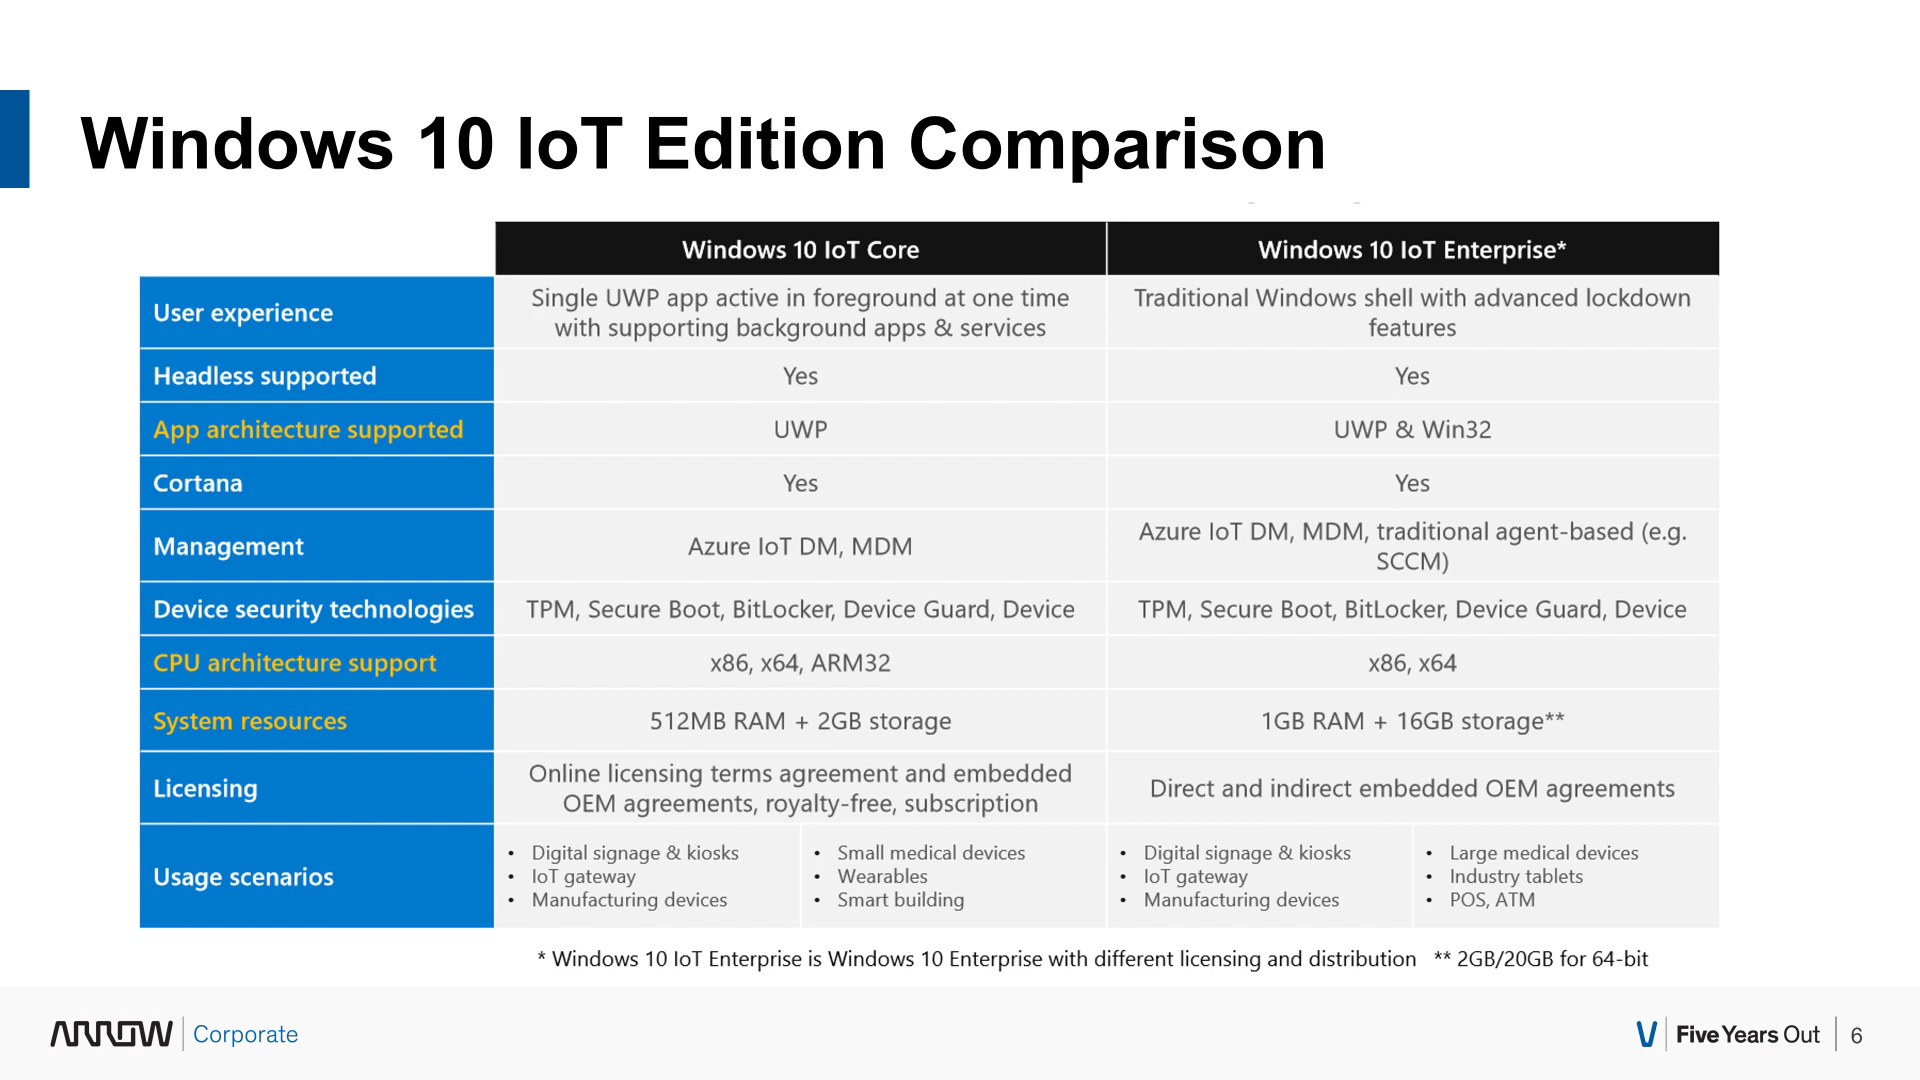 Windows 10 IoT Edition Comparison
Windows 10 IoT Core
Windows 10 IoT Enterprise*
User experience
Single UWP app active in foreground at one time
with supporting background apps & services
Traditional Windows shell with advanced lockdown
features
Headless supported
Yes
Yes
App architecture supported
UWP
UWP & Win32
Cortana
Yes
Yes
Management
Azure IoT DM, MDM
Azure IoT DM, MDM, traditional agent-based (e.g.
SCCM)
Device security technologies
TPM, Secure Boot, BitLocker, Device Guard, Device
TPM, Secure Boot, BitLocker, Device Guard, Device
CPU architecture support
x86, x64, ARM32
x86, x64
System resources
512MB RAM + 2GB storage
1GB RAM + 16GB storage**
Licensing
Online licensing terms agreement and embedded
OEM agreements, royalty-free, subscription
Direct and indirect embedded OEM agreements
Usage scenarios
• Digital signage & kiosks
• IoT gateway
• Manufacturing devices
• Small medical devices
• Wearables
• Smart building
• Digital signage & kiosks
• IoT gateway
• Manufacturing devices
• Large medical devices
• Industry tablets
• POS, ATM
* Windows 10 IoT Enterprise is Windows 10 Enterprise with different licensing and distribution ** 2GB/20GB for 64-bit
ARROW Corporate
Five Years Out 6